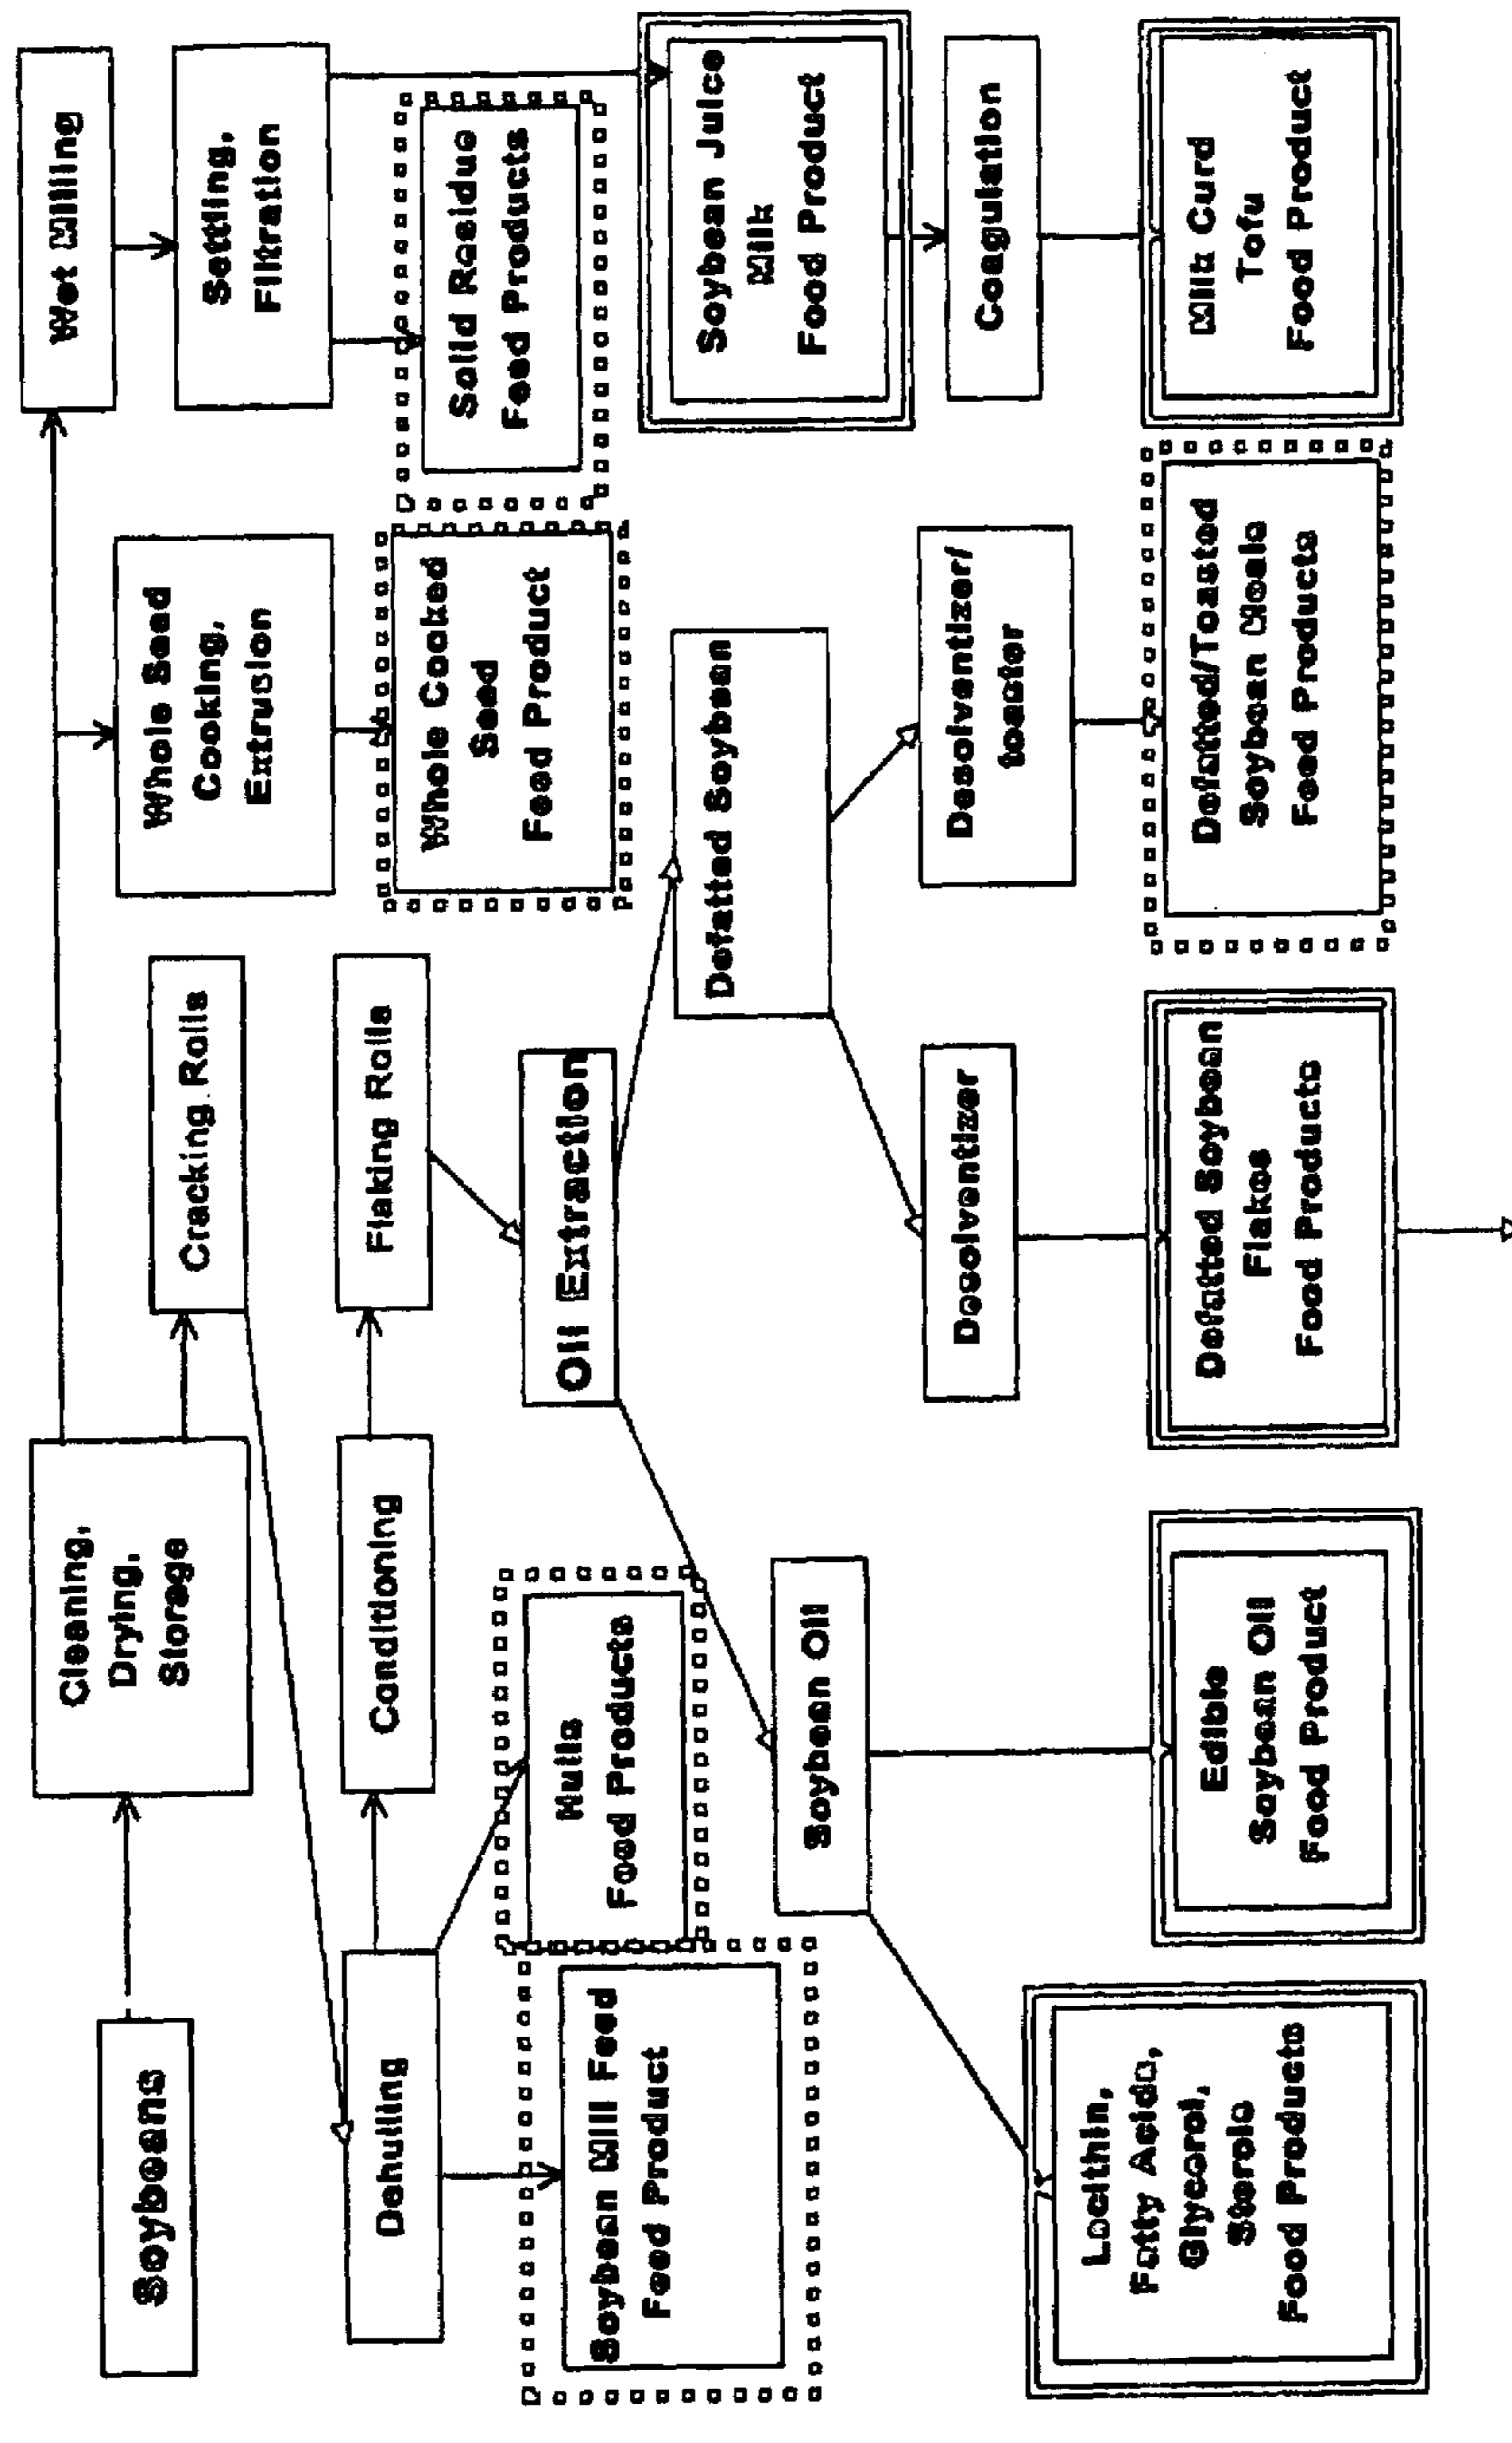 Soybeans
Cleaning,
Drying,
Storage
Cracking Rolls
Whole Seed
Cooking,
Extrusion
Wet Milling
Settling,
Filtration
Dehulling
Conditioning
Flaking Rolls
Whole Cooked
Seed
Feed Product
Solid Residue
Feed Products
Soybean Mill Feed
Feed Product
Hulls
Feed Products
Oil Extraction
Soybean Juice
Milk
Food Product
Soybean Oil
Defatted Soybean
Desolventizer
Desolventizer/
toaster
Coagulation
Lecithin,
Fatty Acids,
Glycerol,
Sterols
Food Products
Edible
Soybean Oil
Food Product
Defatted Soybean
Flakes
Food Products
Defatted/Toasted
Soybean Meals
Feed Products
Milk Curd
Tofu
Food Product